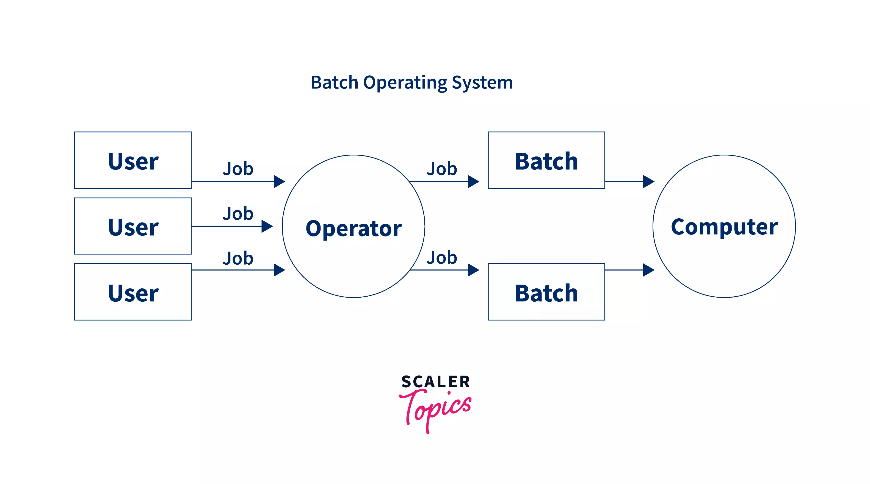 Batch Operating System
User
Job
Job
Batch
User
Job
Operator
Computer
User
Job
Job
Batch
SCALER
Topics